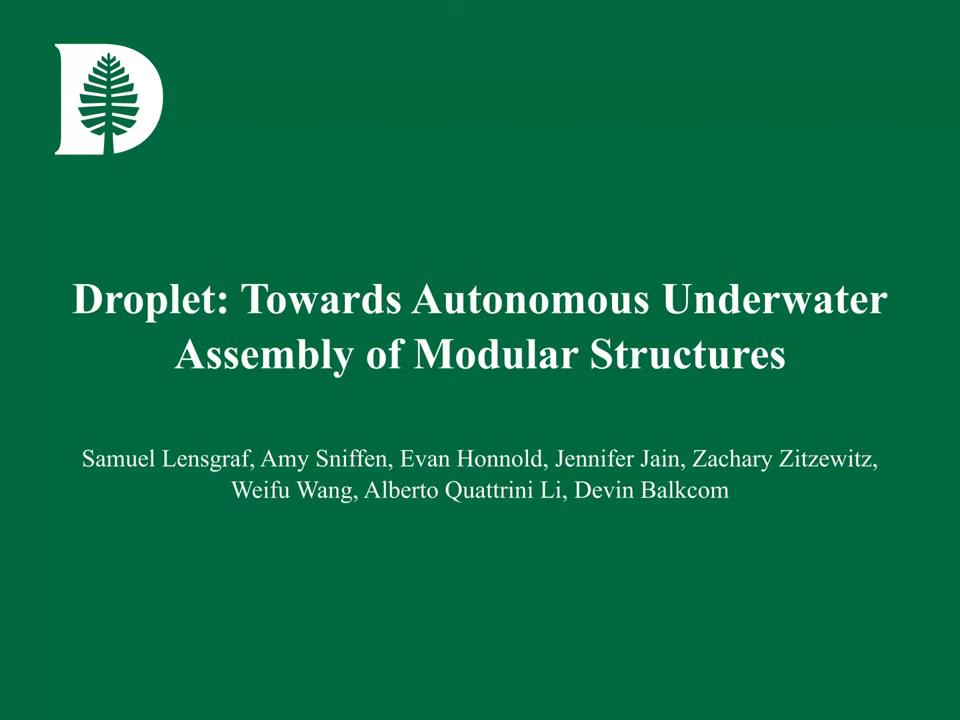 D
Droplet: Towards Autonomous Underwater
Assembly of Modular Structures
Samuel Lensgraf, Amy Sniffen, Evan Honnold, Jennifer Jain, Zachary Zitzewitz,
Weifu Wang, Alberto Quattrini Li, Devin Balkcom